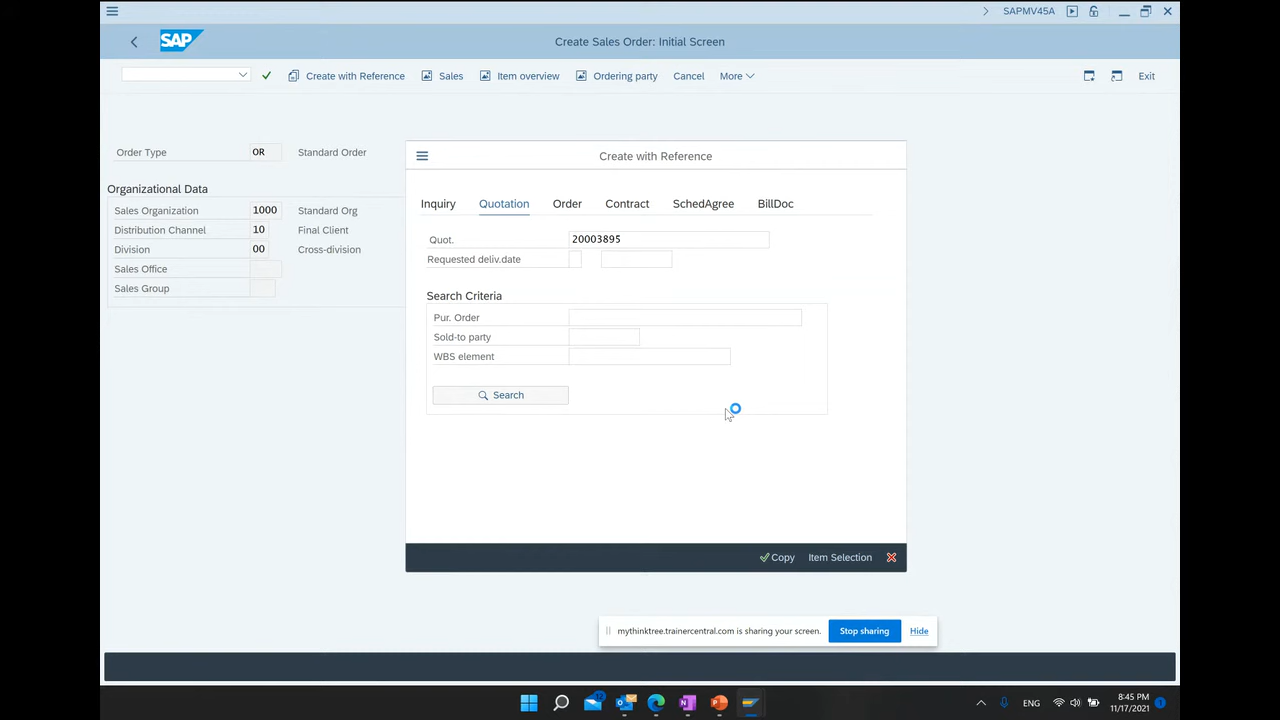 SAPMV45A
SAP
Create Sales Order: Initial Screen
Create with Reference
Sales
Item overview
Ordering party
Cancel
More
Exit
Order Type OR Standard Order
Organizational Data
Sales Organization 1000 Standard Org
Distribution Channel 10 Final Client
Division 00 Cross-division
Sales Office
Sales Group
Create with Reference
Inquiry Quotation Order Contract SchedAgree BillDoc
Quot. 20003895
Requested deliv.date
Search Criteria
Pur. Order
Sold-to party
WBS element
Search
Copy Item Selection
mythinktree.trainercentral.com is sharing your screen. Stop sharing Hide
ENG
8:45 PM
11/17/2021